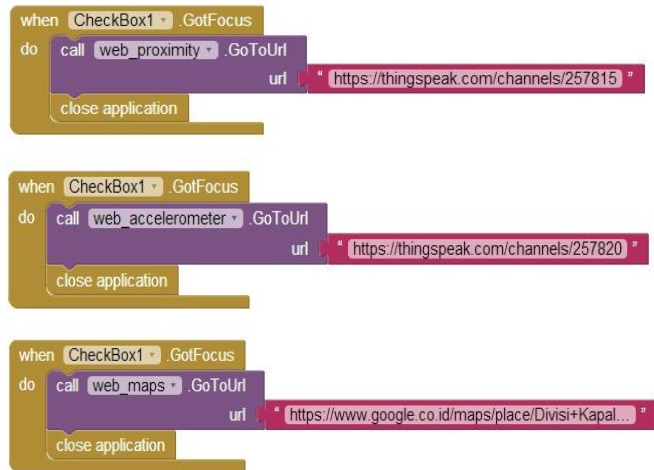 when CheckBox1 .GotFocus
do call web_proximity .GoToUrl
url " https://thingspeak.com/channels/257815 "
close application
when CheckBox1 .GotFocus
do call web_accelerometer .GoToUrl
url " https://thingspeak.com/channels/257820 "
close application
when CheckBox1 .GotFocus
do call web_maps .GoToUrl
url " https://www.google.co.id/maps/place/Divisi+Kapal... "
close application